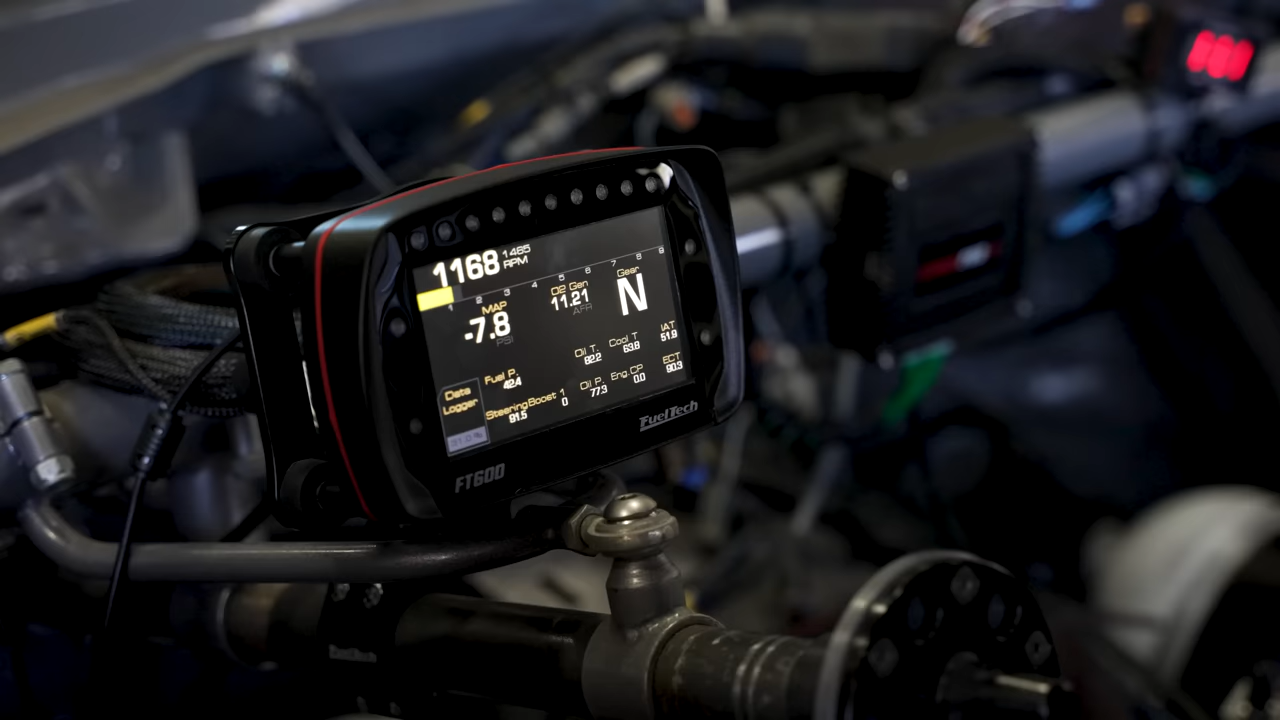 1168 1465
RPM
1 2 3 4 5 6 7 8 9
MAP
-7.8
PSI
O2 Gen
11.21
AFR
Gear
N
Oil T.
82.2
Cool T
63.8
IAT
51.9
Fuel P.
42.4
Data
Logger
Steering
91.5
Boost 1
0
Oil P.
77.3
Eng.CP
0.0
ECT
90.3
FT600
FuelTech
FuelTech